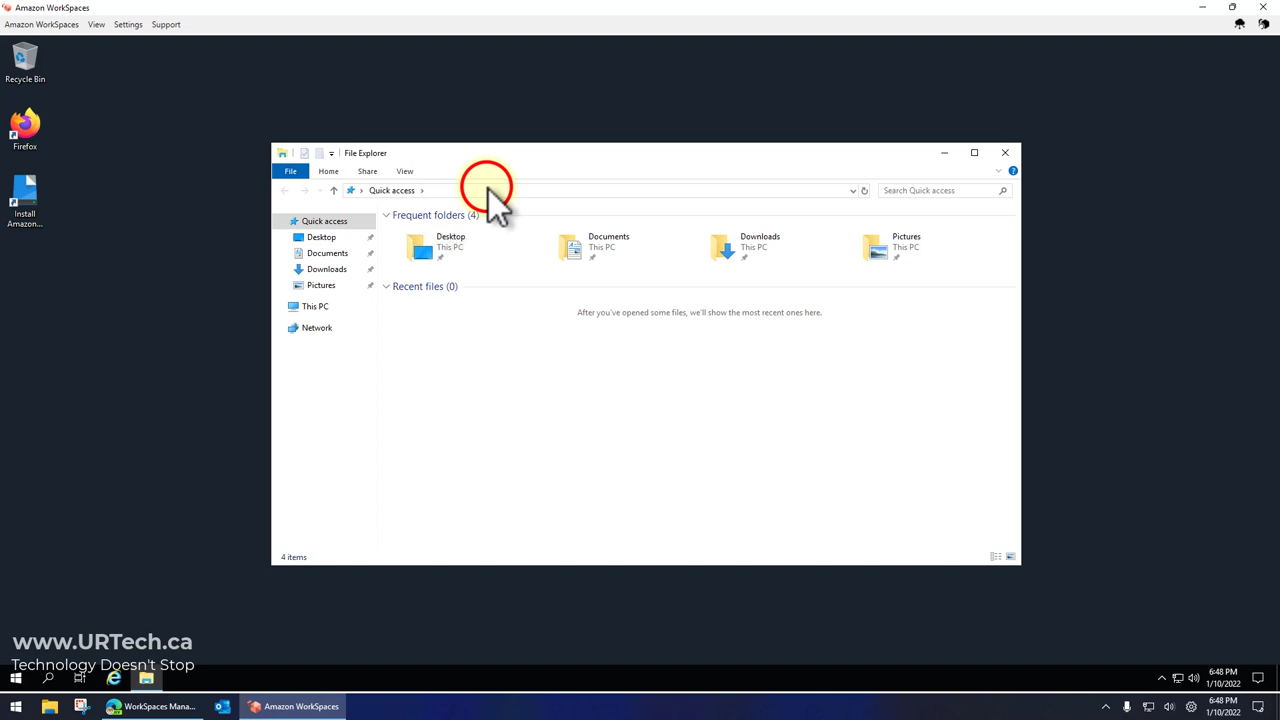 Amazon WorkSpaces
Amazon WorkSpaces View Settings Support
Recycle Bin
Firefox
Install
Amazon...
File Explorer
File Home Share View
Quick access
Search Quick access
Quick access
Desktop
Documents
Downloads
Pictures
This PC
Network
Frequent folders (4)
Desktop
This PC
Documents
This PC
Downloads
This PC
Pictures
This PC
Recent files (0)
After you've opened some files, we'll show the most recent ones here.
4 items
www.URTech.ca
Technology Doesn't Stop
6:48 PM
1/10/2022
WorkSpaces Mana...
Amazon WorkSpaces
6:48 PM
1/10/2022